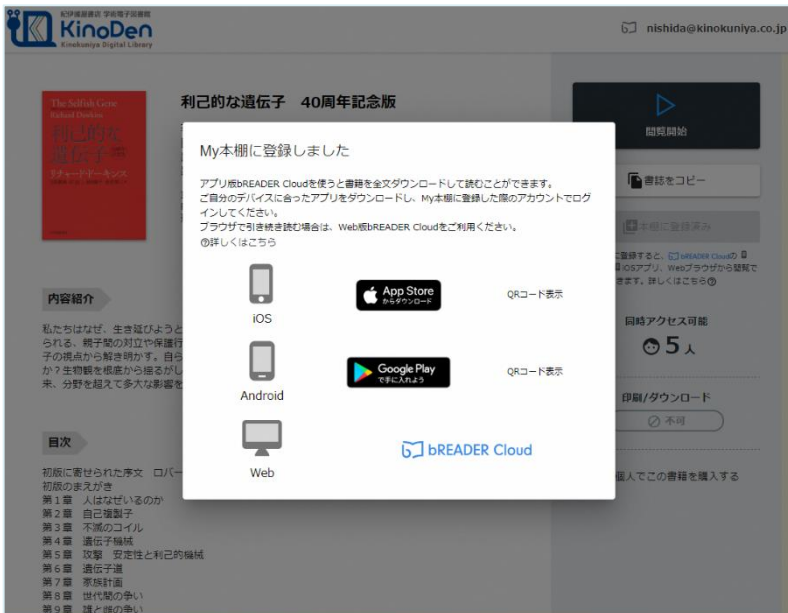 紀伊國屋書店 学術電子図書館
KinoDen
Kinokuniya Digital Library
nishida@kinokuniya.co.jp
The Selfish Gene
Richard Dawkins
利己的な
遺伝子
リチャード・ドーキンス
利己的な遺伝子 40周年記念版
My本棚に登録しました
アプリ版bREADER Cloudを使うと書籍を全文ダウンロードして読むことができます。
ご自分のデバイスに合ったアプリをダウンロードし、My本棚に登録した際のアカウントでログ
インしてください。
ブラウザで引き続き読む場合は、Web版bREADER Cloudをご利用ください。
?詳しくはこちら
iOS
App Store
からダウンロード
QRコード表示
Android
Google Play
で手に入れよう
QRコード表示
Web
bREADER Cloud
閲覧開始
書誌をコピー
本棚に登録済み
に登録すると、bREADER Cloudの
iOSアプリ、Webブラウザから閲覧で
きます。詳しくはこちら?
同時アクセス可能
5人
印刷/ダウンロード
不可
個人でこの書籍を購入する
内容紹介
私たちはなぜ、生き延びようと
られる、親子間の対立や保護行
子の視点から解き明かす。自ら
か?生物観を根底から揺るがし
来、分野を超えて多大な影響を
目次
初版に寄せられた序文 ロバー
初版のまえがき
第1章 人はなぜいるのか
第2章 自己複製子
第3章 不滅のコイル
第4章 遺伝子機械
第5章 攻撃 安定性と利己的機械
第6章 遺伝子道
第7章 家族計画
第8章 世代間の争い
第9章 雄と雌の争い